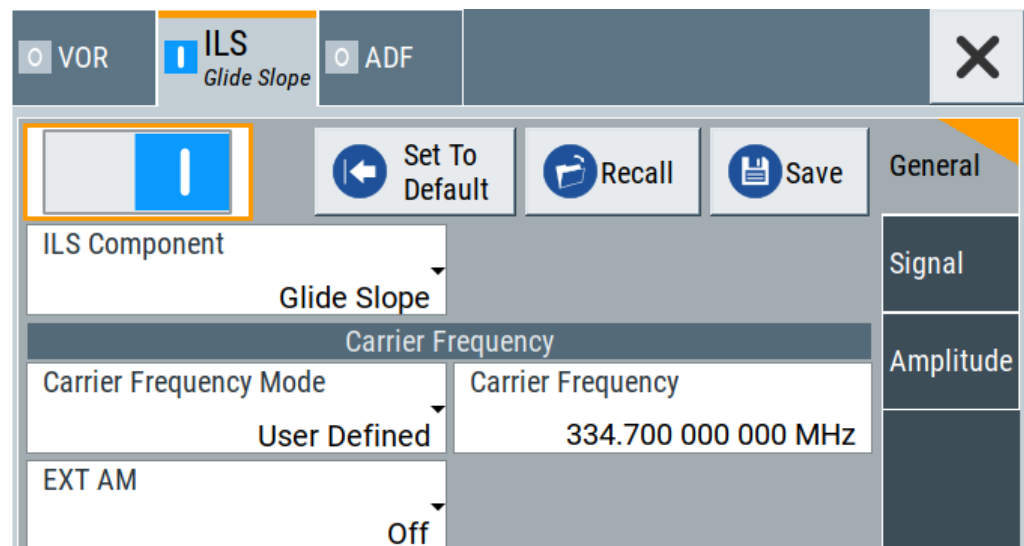 VOR
ILS
Glide Slope
ADF
Set To
Default
Recall
Save
General
ILS Component
Glide Slope
Signal
Carrier Frequency
Amplitude
Carrier Frequency Mode
User Defined
Carrier Frequency
334.700 000 000 MHz
EXT AM
Off